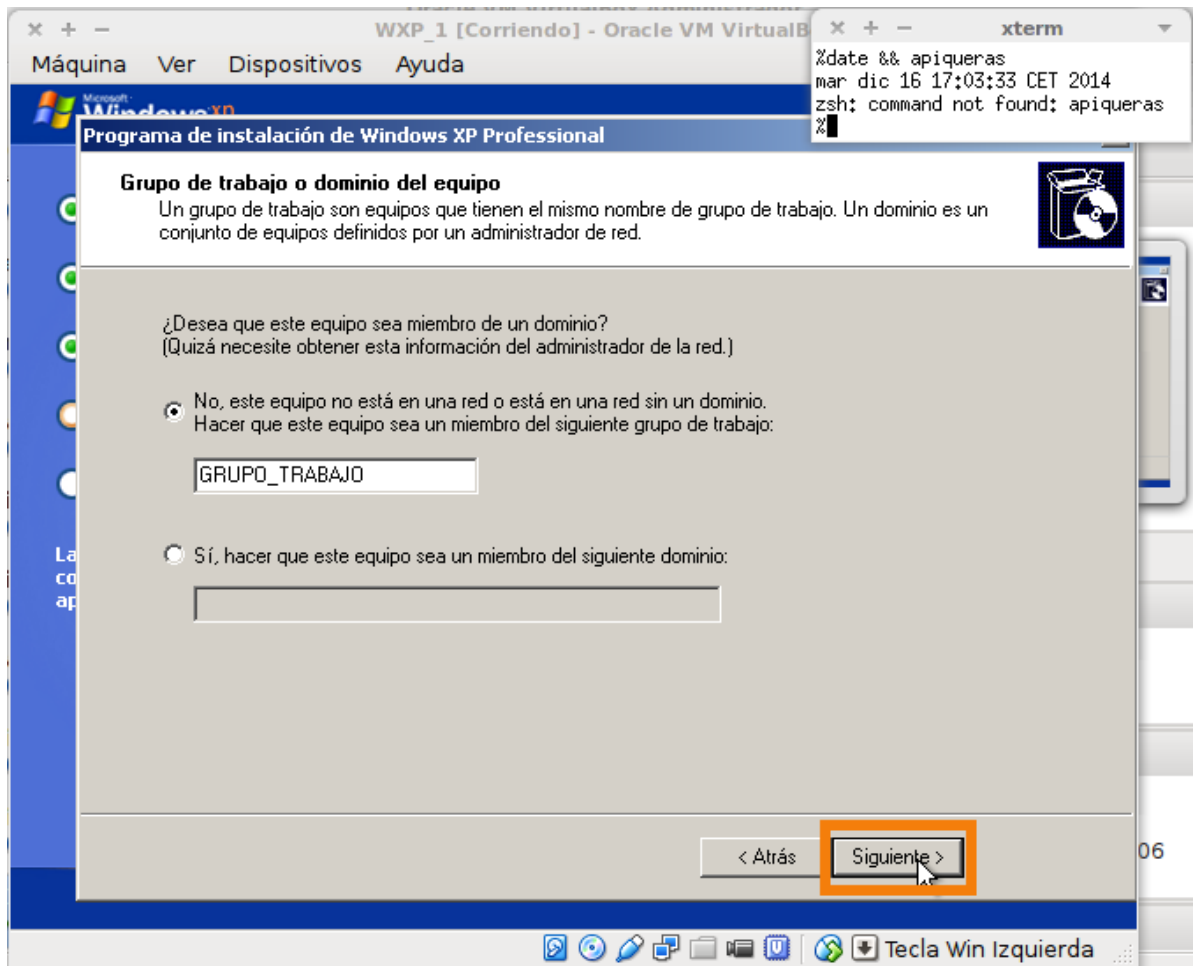 WXP_1 [Corriendo] - Oracle VM VirtualB
Máquina Ver Dispositivos Ayuda
xterm
%date && apiqueras
mar dic 16 17:03:33 CET 2014
zsh: command not found: apiqueras
%
Microsoft
Windows xp
Programa de instalación de Windows XP Professional
Grupo de trabajo o dominio del equipo
Un grupo de trabajo son equipos que tienen el mismo nombre de grupo de trabajo. Un dominio es un
conjunto de equipos definidos por un administrador de red.
¿Desea que este equipo sea miembro de un dominio?
(Quizá necesite obtener esta información del administrador de la red.)
No, este equipo no está en una red o está en una red sin un dominio.
Hacer que este equipo sea un miembro del siguiente grupo de trabajo:
GRUPO_TRABAJO
Sí, hacer que este equipo sea un miembro del siguiente dominio:
La
co
ap
< Atrás Siguiente >
06
Tecla Win Izquierda